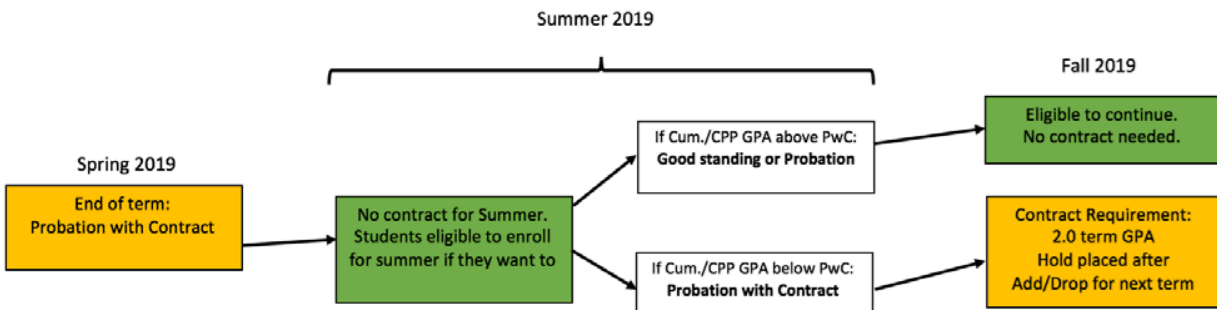 Summer 2019
Fall 2019
Spring 2019
End of term:
Probation with Contract
No contract for Summer.
Students eligible to enroll
for summer if they want to
If Cum./CPP GPA above PwC:
Good standing or Probation
If Cum./CPP GPA below PwC:
Probation with Contract
Eligible to continue.
No contract needed.
Contract Requirement:
2.0 term GPA
Hold placed after
Add/Drop for next term